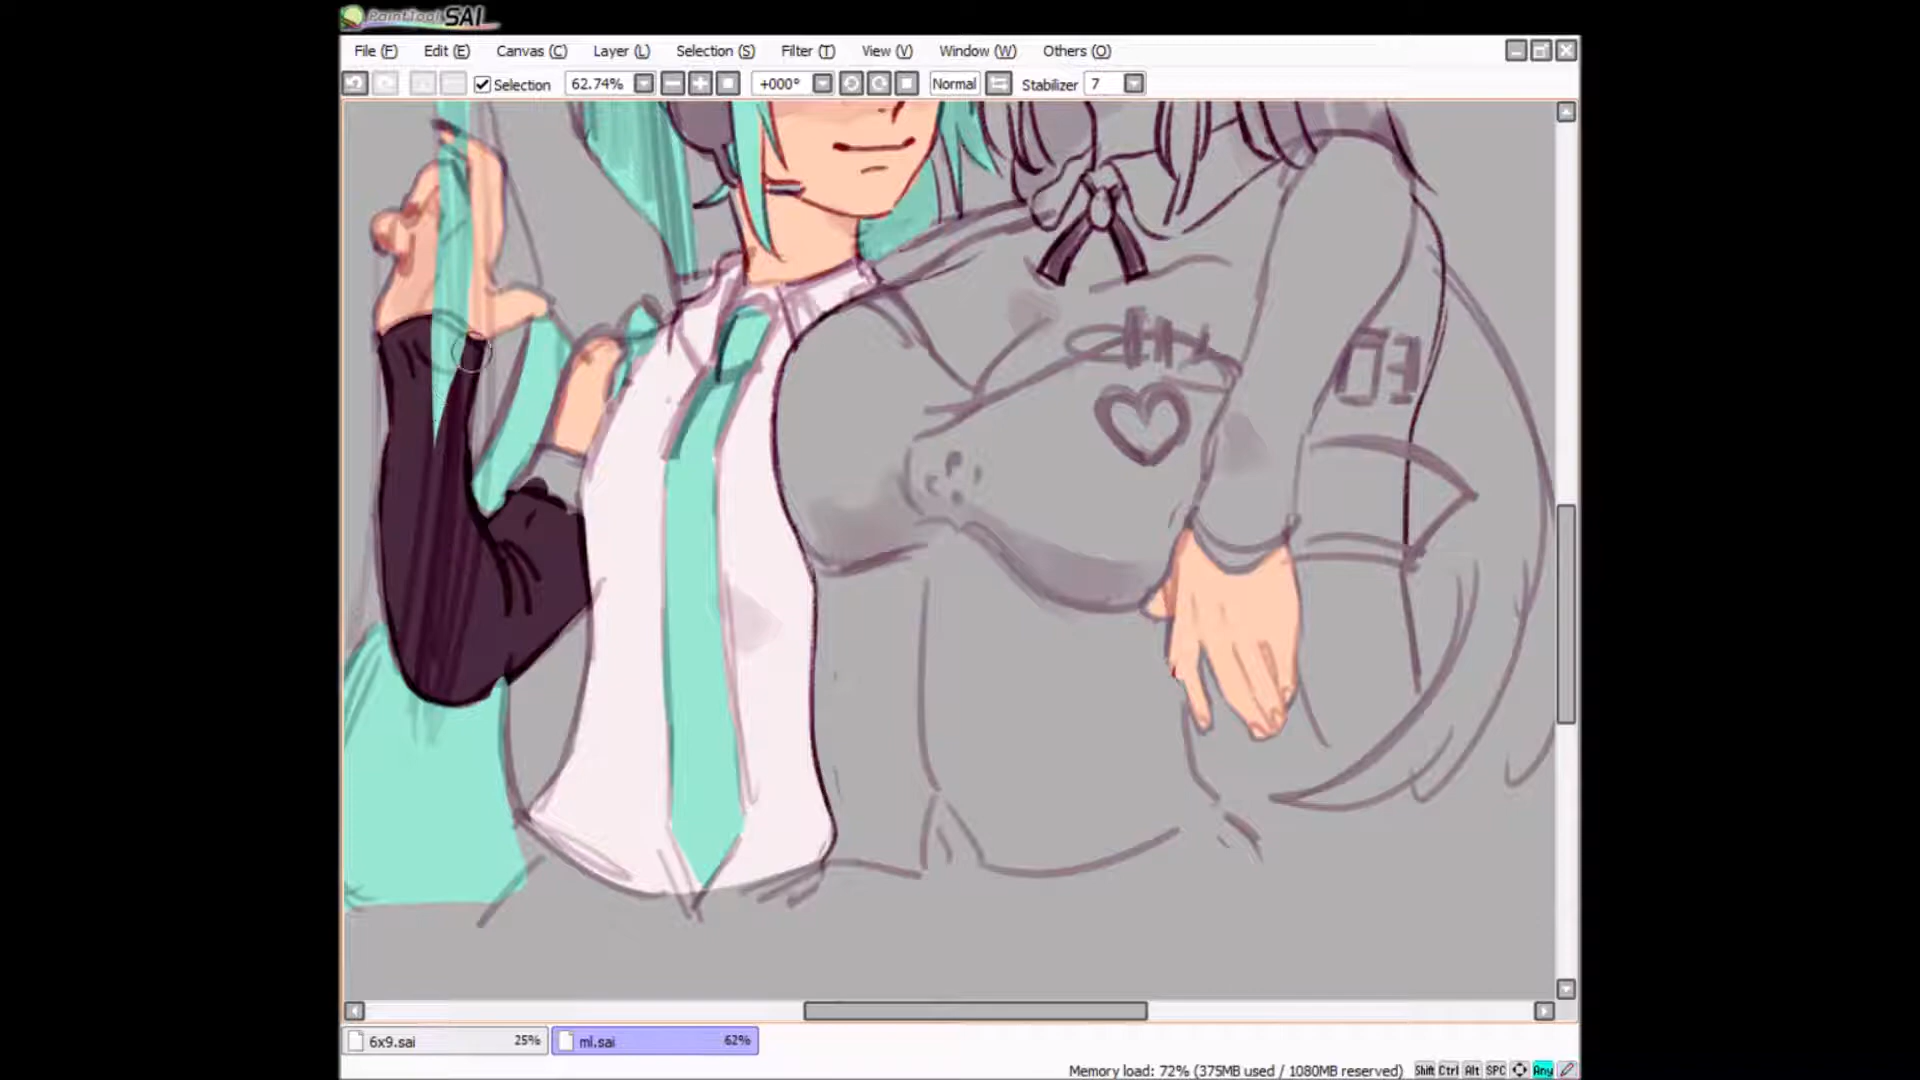 PaintTool SAI
File (F) Edit (E) Canvas (C) Layer (L) Selection (S) Filter (T) View (V) Window (W) Others (O)
Selection 62.74% +000° Normal Stabilizer 7
03
6x9.sai 25% ml.sai 62%
Memory load: 72% (375MB used / 1080MB reserved) Shift Ctrl Alt SPC Any